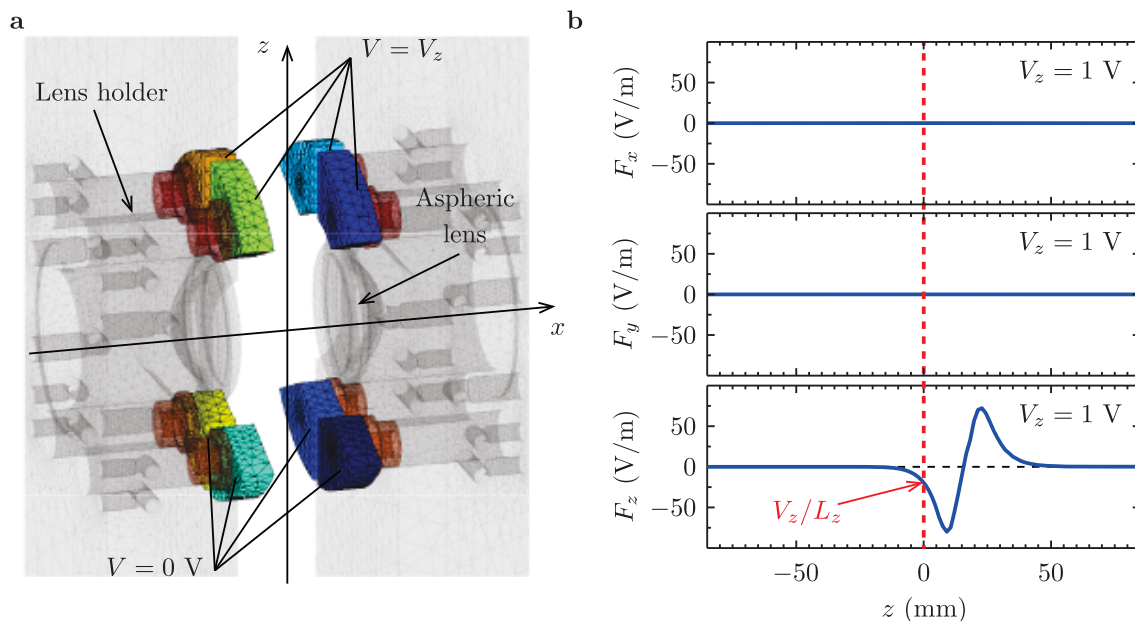 a
z
V = V_z
Lens holder
Aspheric
lens
x
V = 0 V
b
F_x (V/m)
50
0
−50
V_z = 1 V
F_y (V/m)
50
0
−50
V_z = 1 V
F_z (V/m)
50
0
−50
V_z = 1 V
V_z/L_z
−50
0
50
z (mm)